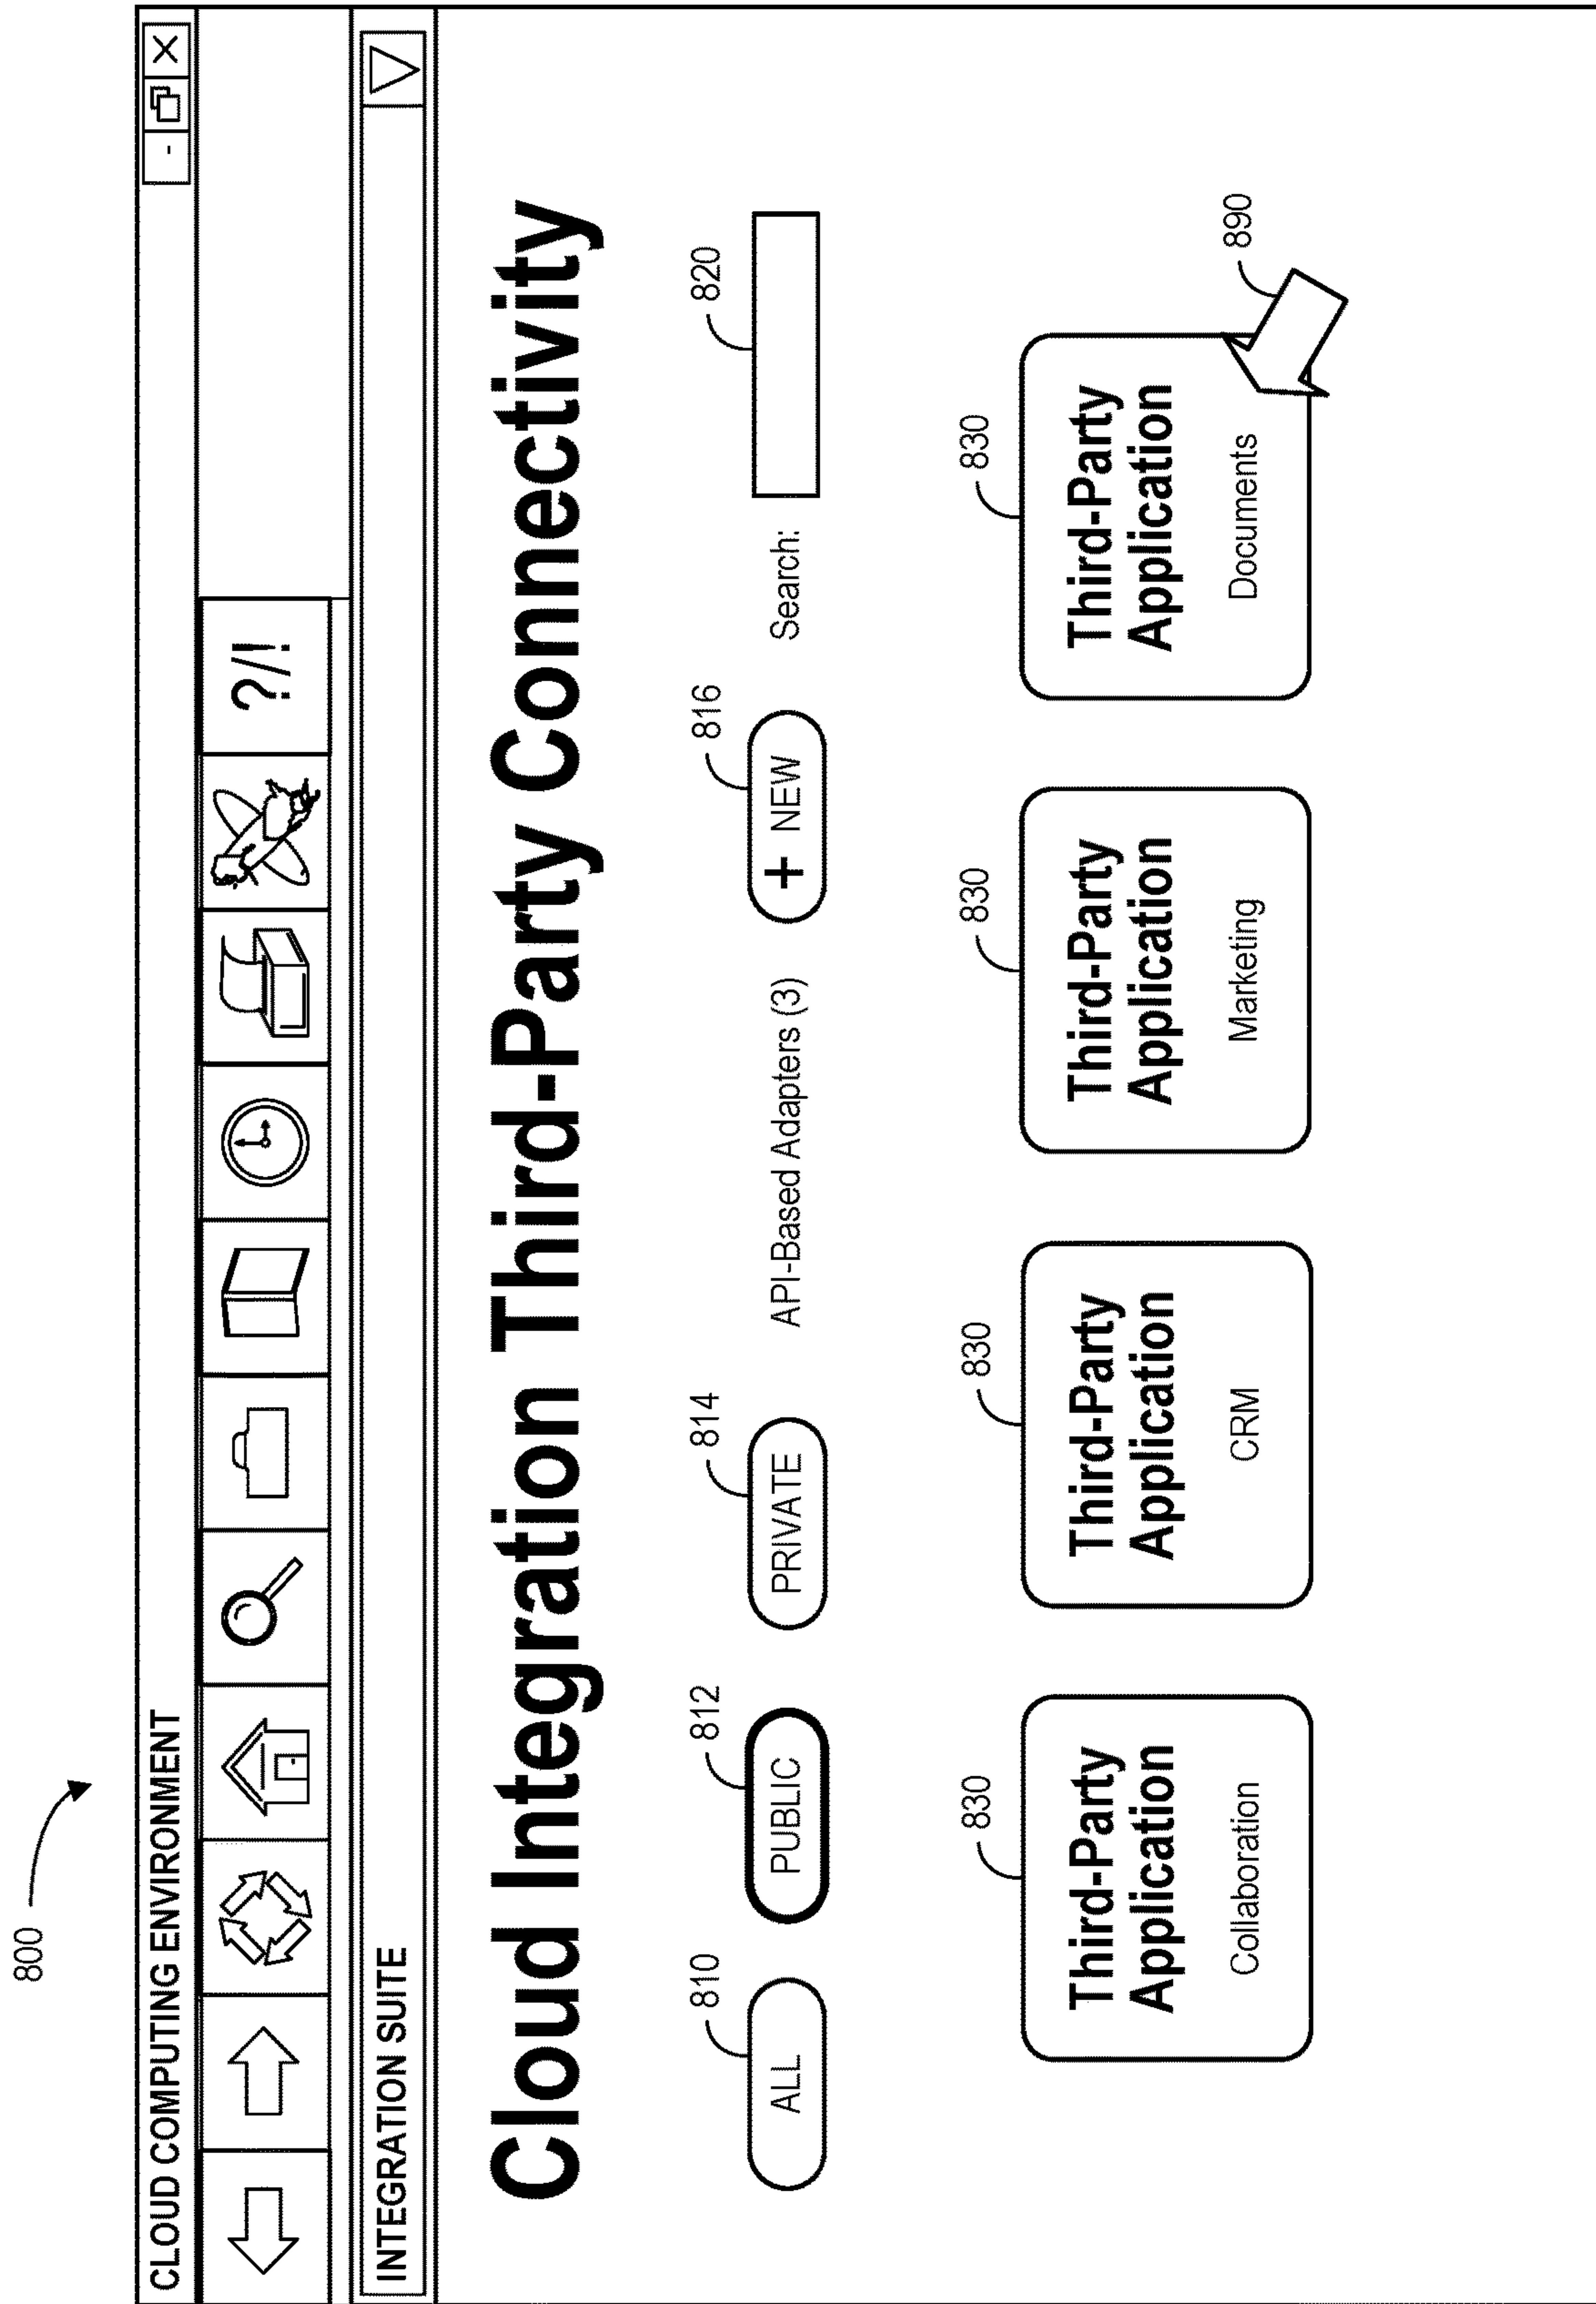 800
CLOUD COMPUTING ENVIRONMENT
- X
?/!
INTEGRATION SUITE
Cloud Integration Third-Party Connectivity
810
812
814
816
820
ALL
PUBLIC
PRIVATE
API-Based Adapters (3)
+ NEW
Search:
830
830
830
830
Third-Party
Application
Collaboration
Third-Party
Application
CRM
Third-Party
Application
Marketing
Third-Party
Application
Documents
890